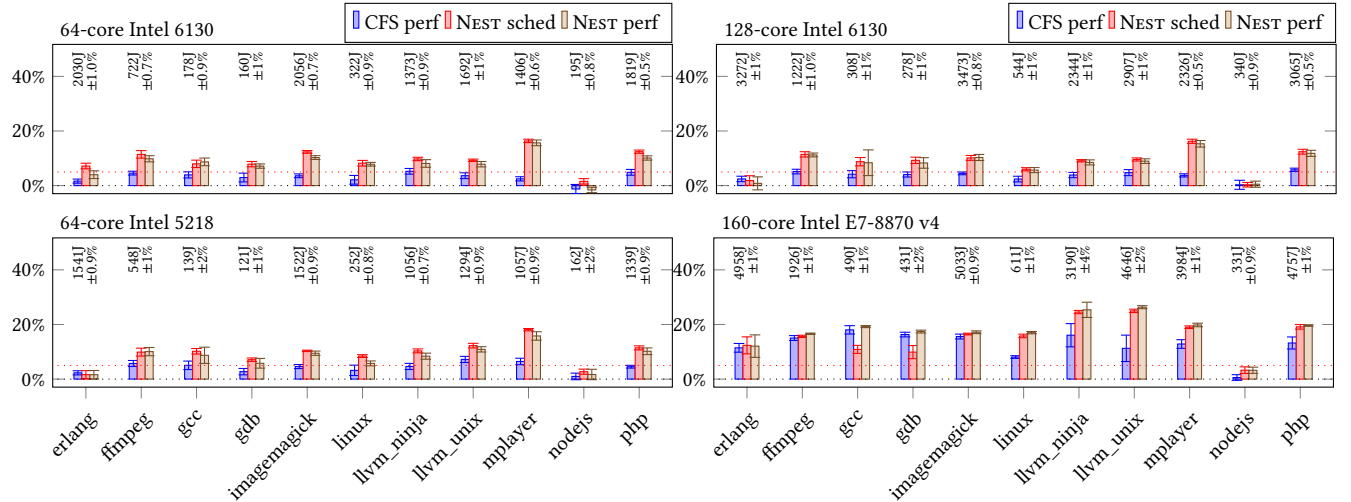 64-core Intel 6130
CFS perf NEST sched NEST perf
40%
20%
0%
2030J ±1.0%
722J ±0.7%
178J ±0.9%
160J ±1%
2056J ±0.7%
322J ±0.9%
1373J ±0.9%
1692J ±1%
1406J ±0.6%
195J ±0.8%
1819J ±0.5%
128-core Intel 6130
CFS perf NEST sched NEST perf
40%
20%
0%
3272J ±1%
1222J ±1.0%
308J ±1%
278J ±1%
3473J ±0.8%
544J ±1%
2344J ±1%
2907J ±1%
2326J ±0.5%
340J ±0.9%
3065J ±0.5%
64-core Intel 5218
40%
20%
0%
1541J ±0.9%
548J ±1%
139J ±2%
121J ±1%
1522J ±0.9%
252J ±0.8%
1056J ±0.7%
1294J ±0.9%
1057J ±0.9%
162J ±2%
1339J ±0.9%
erlang
ffmpeg
gcc
gdb
imagemagick
linux
llvm_ninja
llvm_unix
mplayer
nodejs
php
160-core Intel E7-8870 v4
40%
20%
0%
4958J ±1%
1926J ±1%
490J ±1%
431J ±2%
5033J ±0.9%
611J ±1%
3190J ±4%
4646J ±2%
3984J ±1%
331J ±0.9%
4757J ±1%
erlang
ffmpeg
gcc
gdb
imagemagick
linux
llvm_ninja
llvm_unix
mplayer
nodejs
php